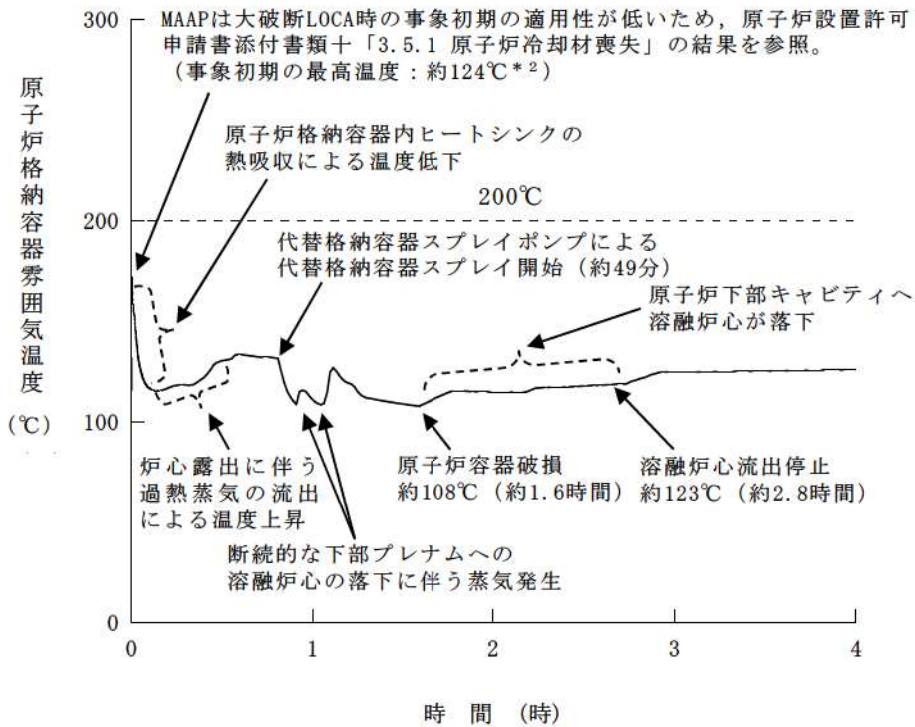 300
MAAPは大破断LOCA時の事象初期の適用性が低いため，原子炉設置許可
申請書添付書類十「3.5.1 原子炉冷却材喪失」の結果を参照。
（事象初期の最高温度：約124℃＊２）
原子炉格納容器内ヒートシンクの
熱吸収による温度低下
200℃
200
代替格納容器スプレイポンプによる
代替格納容器スプレイ開始（約49分）
原子炉下部キャビティへ
溶融炉心が落下
原子炉格納容器雰囲気温度
（℃）
100
炉心露出に伴う
過熱蒸気の流出
による温度上昇
原子炉容器破損
約108℃（約1.6時間）
溶融炉心流出停止
約123℃（約2.8時間）
断続的な下部プレナムへの
溶融炉心の落下に伴う蒸気発生
0
0 1 2 3 4
時 間 （時）